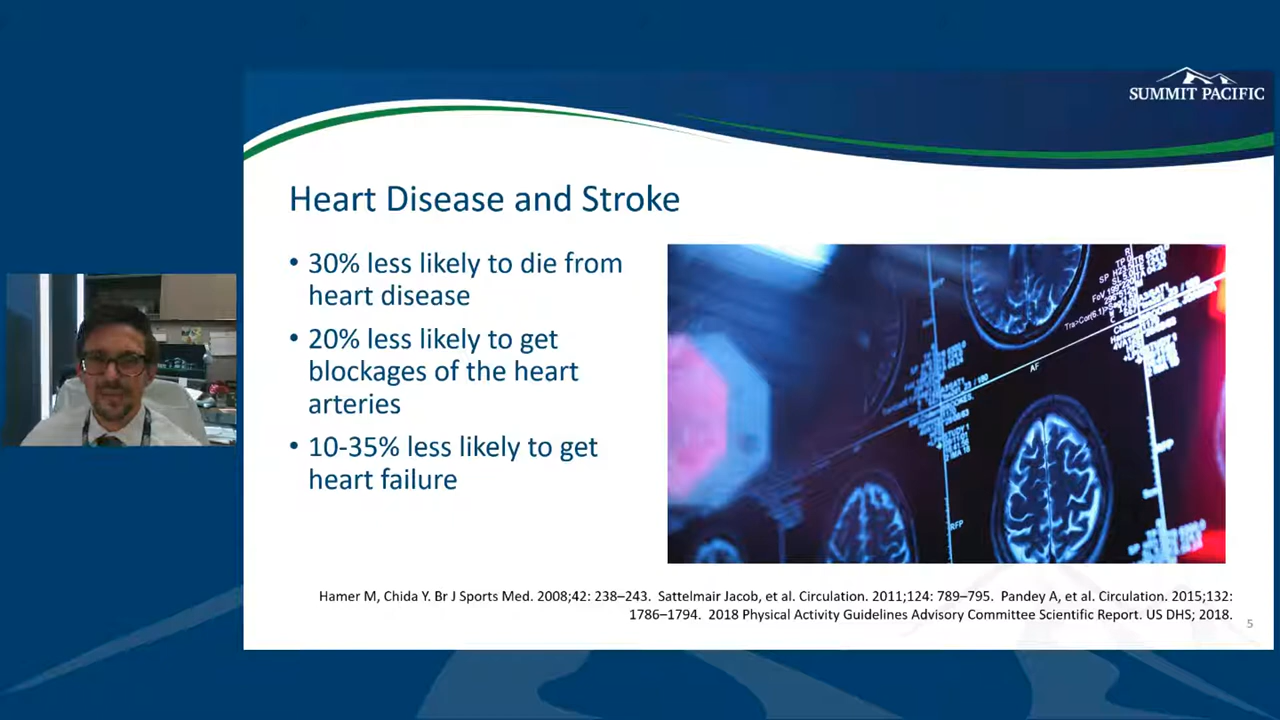 SUMMIT PACIFIC
Heart Disease and Stroke
• 30% less likely to die from
heart disease
• 20% less likely to get
blockages of the heart
arteries
• 10-35% less likely to get
heart failure
AF
RFP
Hamer M, Chida Y. Br J Sports Med. 2008;42: 238–243. Sattelmair Jacob, et al. Circulation. 2011;124: 789–795. Pandey A, et al. Circulation. 2015;132:
1786–1794. 2018 Physical Activity Guidelines Advisory Committee Scientific Report. US DHS; 2018.
5